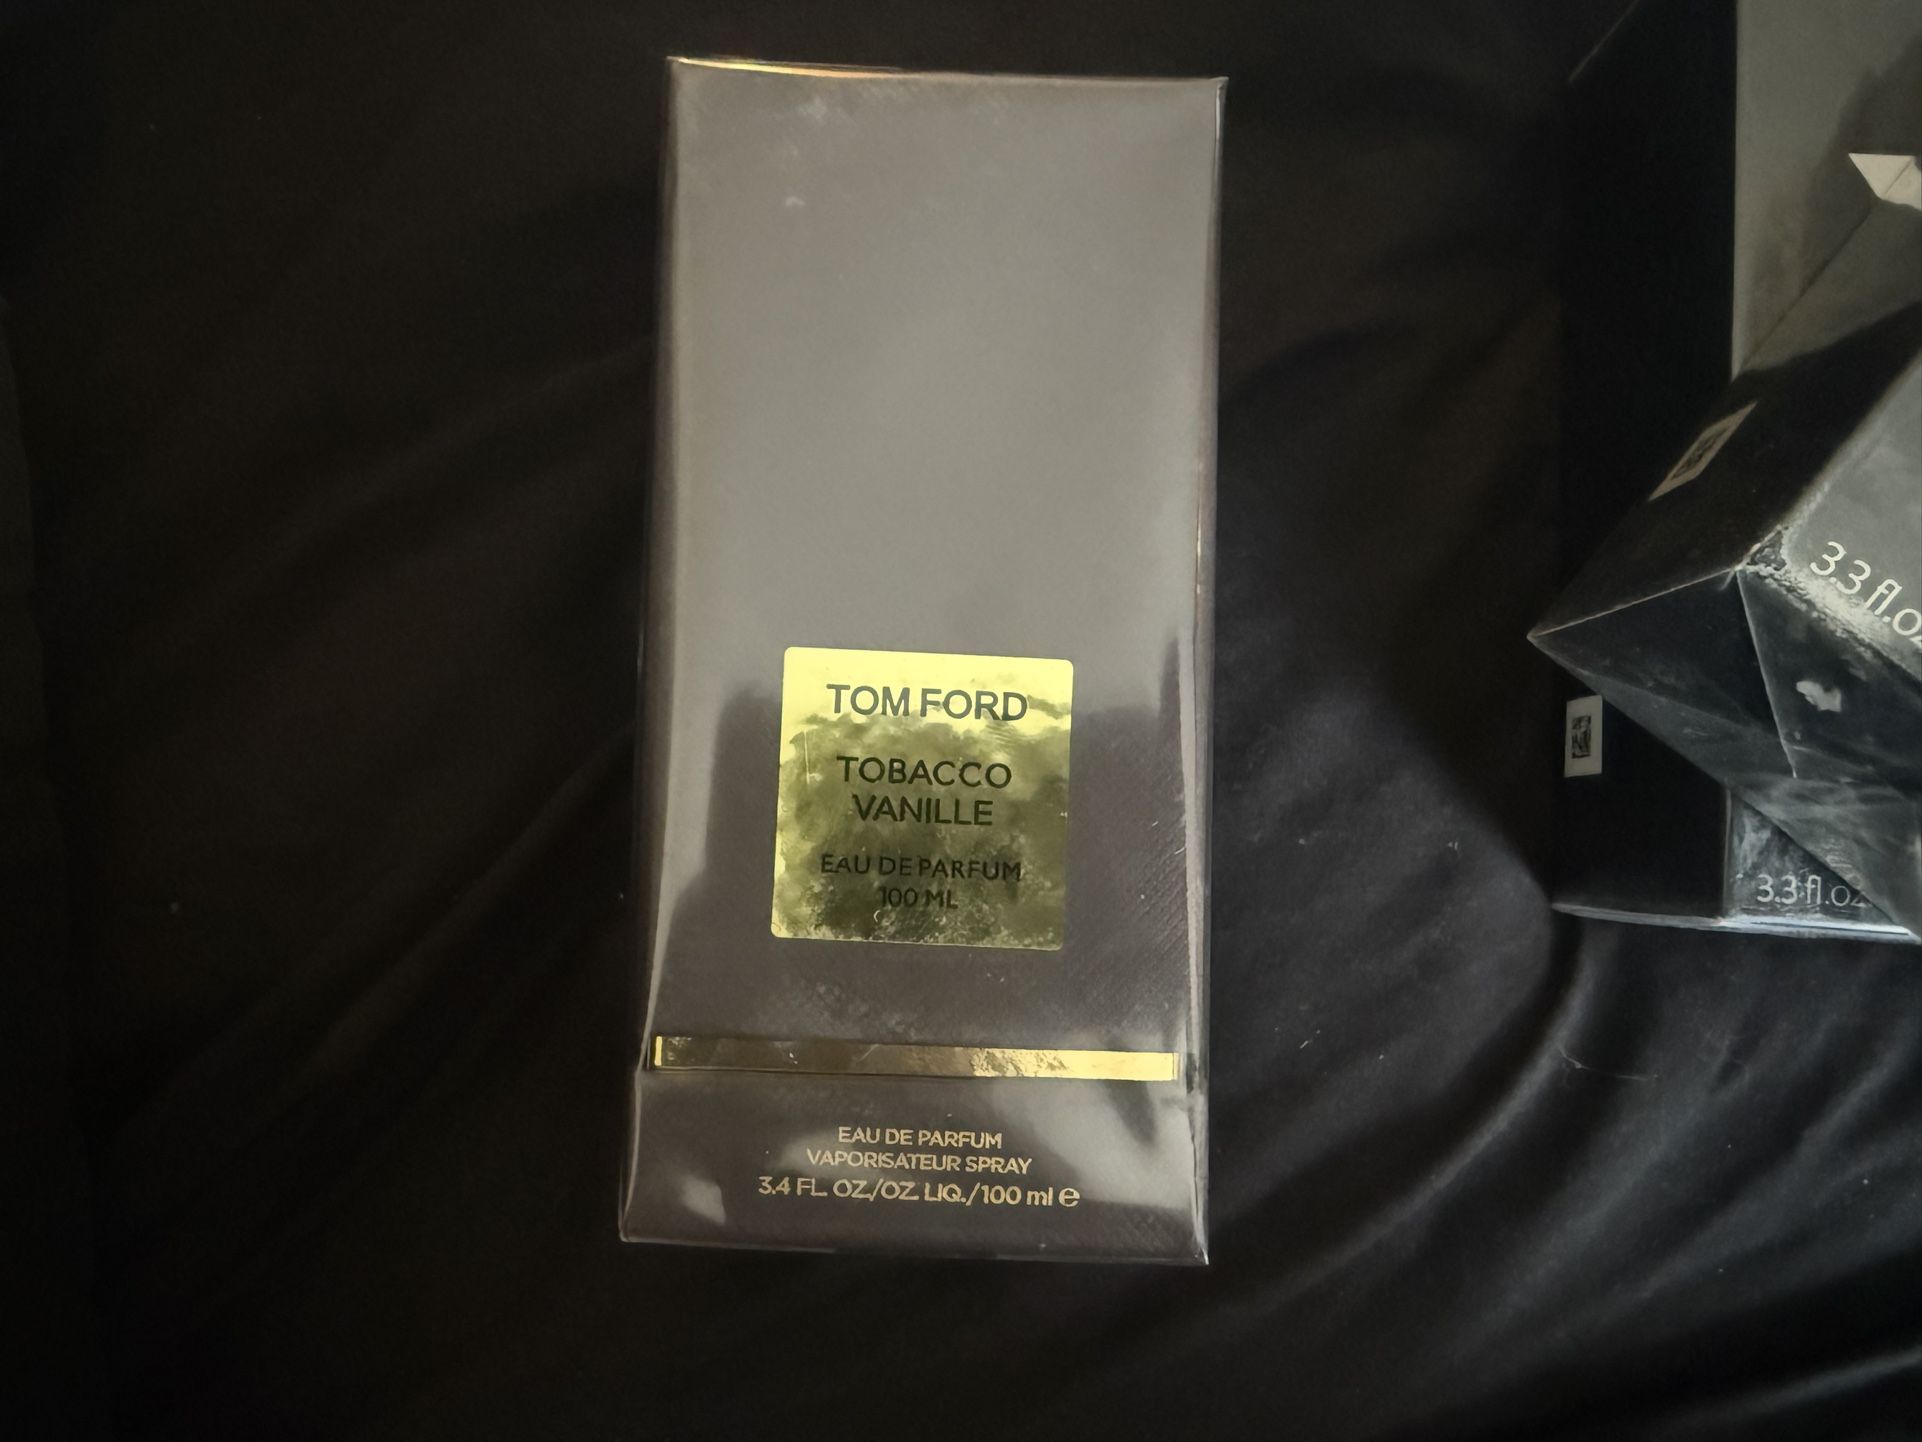 TOM FORD
TOBACCO
VANILLE
EAU DE PARFUM
100 ML
EAU DE PARFUM
VAPORISATEUR SPRAY
3.4 FL. OZ/OZ LIQ./100 ml e
3.3 fl.oz
3.3 fl.oz